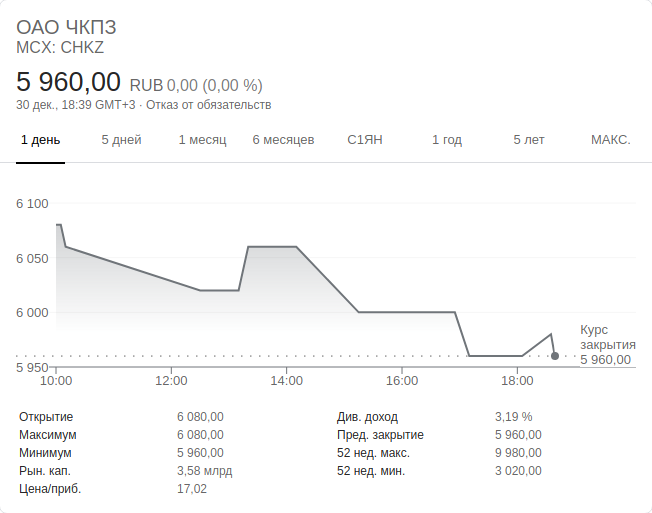 ОАО ЧКПЗ
MCX: CHKZ
5 960,00 RUB 0,00 (0,00 %)
30 дек., 18:39 GMT+3 · Отказ от обязательств
1 день 5 дней 1 месяц 6 месяцев С1ЯН 1 год 5 лет МАКС.
6 100
6 050
6 000
5 950
Курс
закрытия
5 960,00
10:00 12:00 14:00 16:00 18:00
Открытие 6 080,00 Див. доход 3,19 %
Максимум 6 080,00 Пред. закрытие 5 960,00
Минимум 5 960,00 52 нед. макс. 9 980,00
Рын. кап. 3,58 млрд 52 нед. мин. 3 020,00
Цена/приб. 17,02